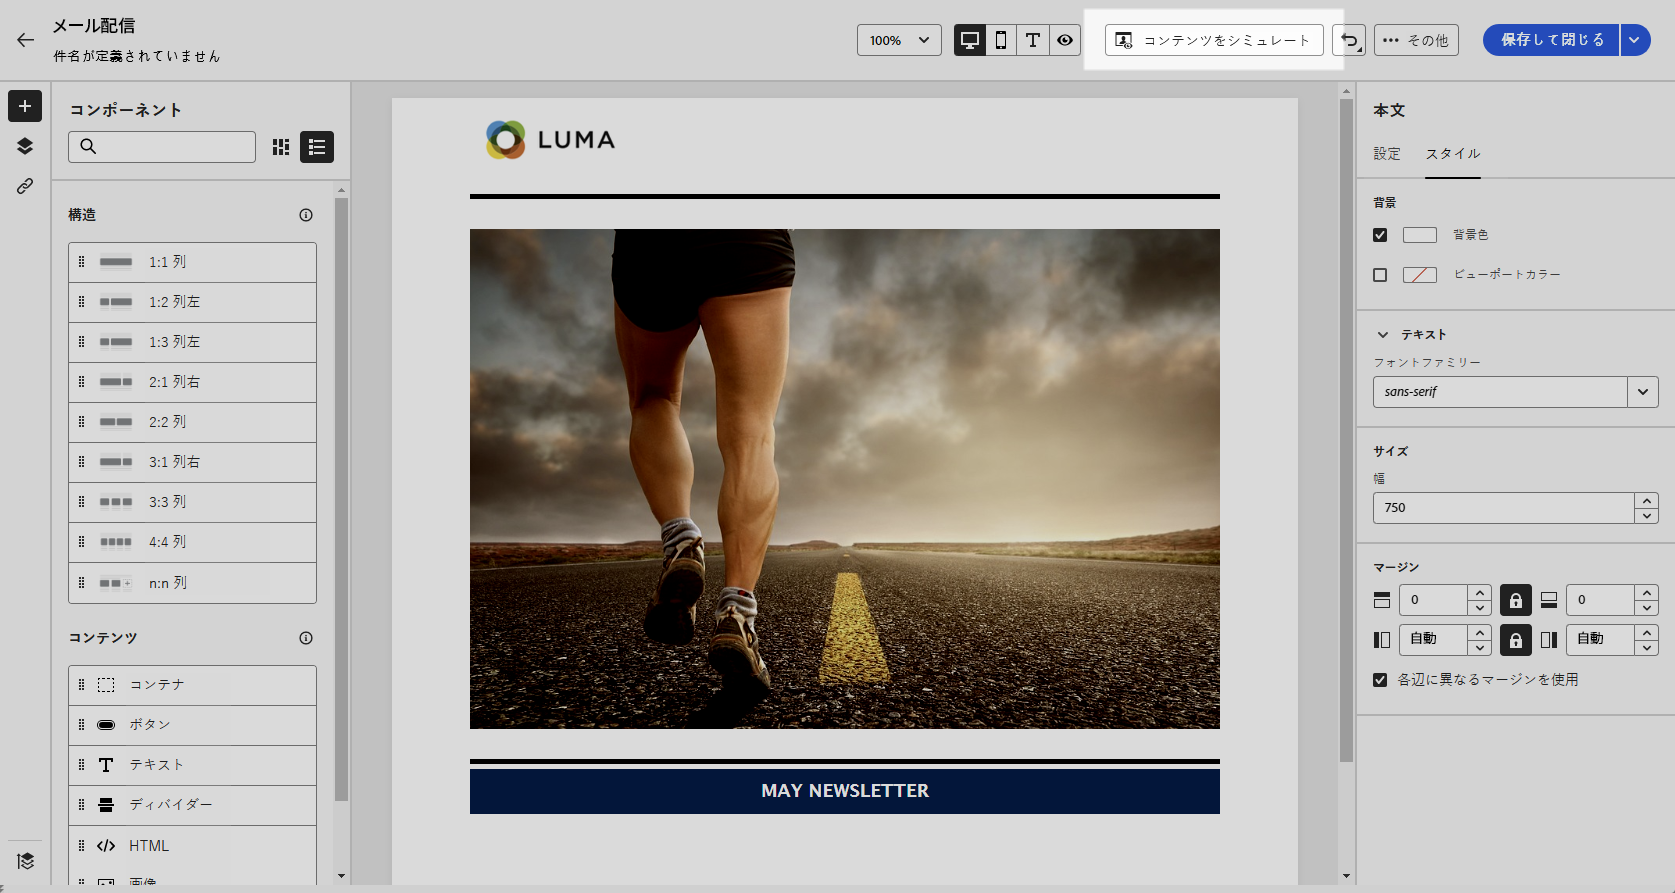 メール配信
件名が定義されていません
100%
コンテンツをシミュレート
その他
保存して閉じる
コンポーネント
構造
1:1 列
1:2 列左
1:3 列左
2:1 列右
2:2 列
3:1 列右
3:3 列
4:4 列
n:n 列
コンテンツ
コンテナ
ボタン
テキスト
ディバイダー
HTML
画像
LUMA
MAY NEWSLETTER
本文
設定 スタイル
背景
背景色
ビューポートカラー
テキスト
フォントファミリー
sans-serif
サイズ
幅
750
マージン
0 0
自動 自動
各辺に異なるマージンを使用